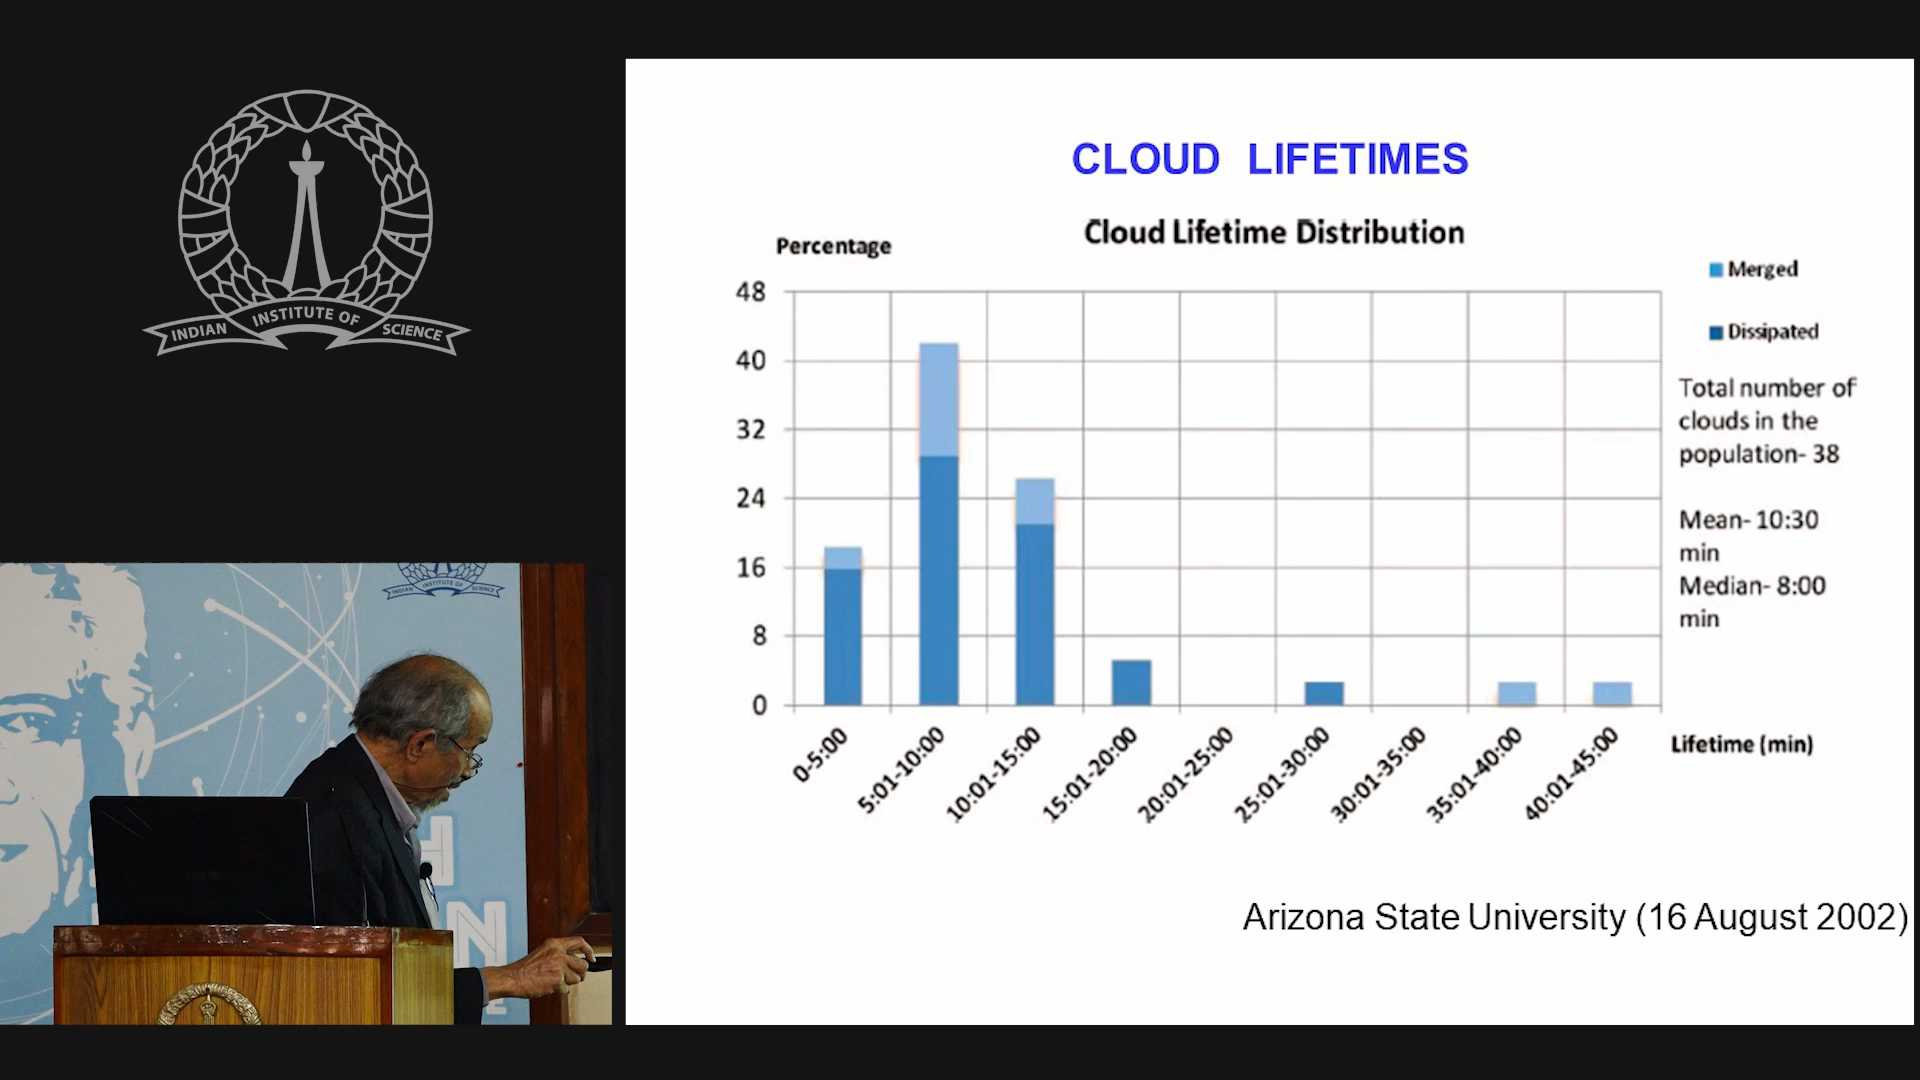 INDIAN INSTITUTE OF SCIENCE
CLOUD LIFETIMES
Cloud Lifetime Distribution
Percentage
Merged
Dissipated
48
40
32
24
16
8
0
0-5:00
5:01-10:00
10:01-15:00
15:01-20:00
20:01-25:00
25:01-30:00
30:01-35:00
35:01-40:00
40:01-45:00
Lifetime (min)
Total number of
clouds in the
population- 38
Mean- 10:30
min
Median- 8:00
min
Arizona State University (16 August 2002)
INDIAN INSTITUTE OF SCIENCE